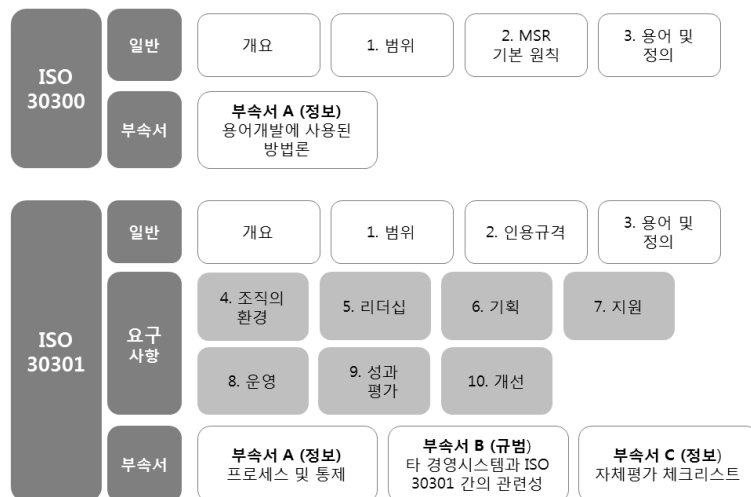 ISO
30300
일반
개요
1. 범위
2. MSR
기본 원칙
3. 용어 및
정의
부속서
부속서 A (정보)
용어개발에 사용된
방법론
ISO
30301
일반
개요
1. 범위
2. 인용규격
3. 용어 및
정의
요구
사항
4. 조직의
환경
5. 리더십
6. 기획
7. 지원
8. 운영
9. 성과
평가
10. 개선
부속서
부속서 A (정보)
프로세스 및 통제
부속서 B (규범)
타 경영시스템과 ISO
30301 간의 관련성
부속서 C (정보)
자체평가 체크리스트